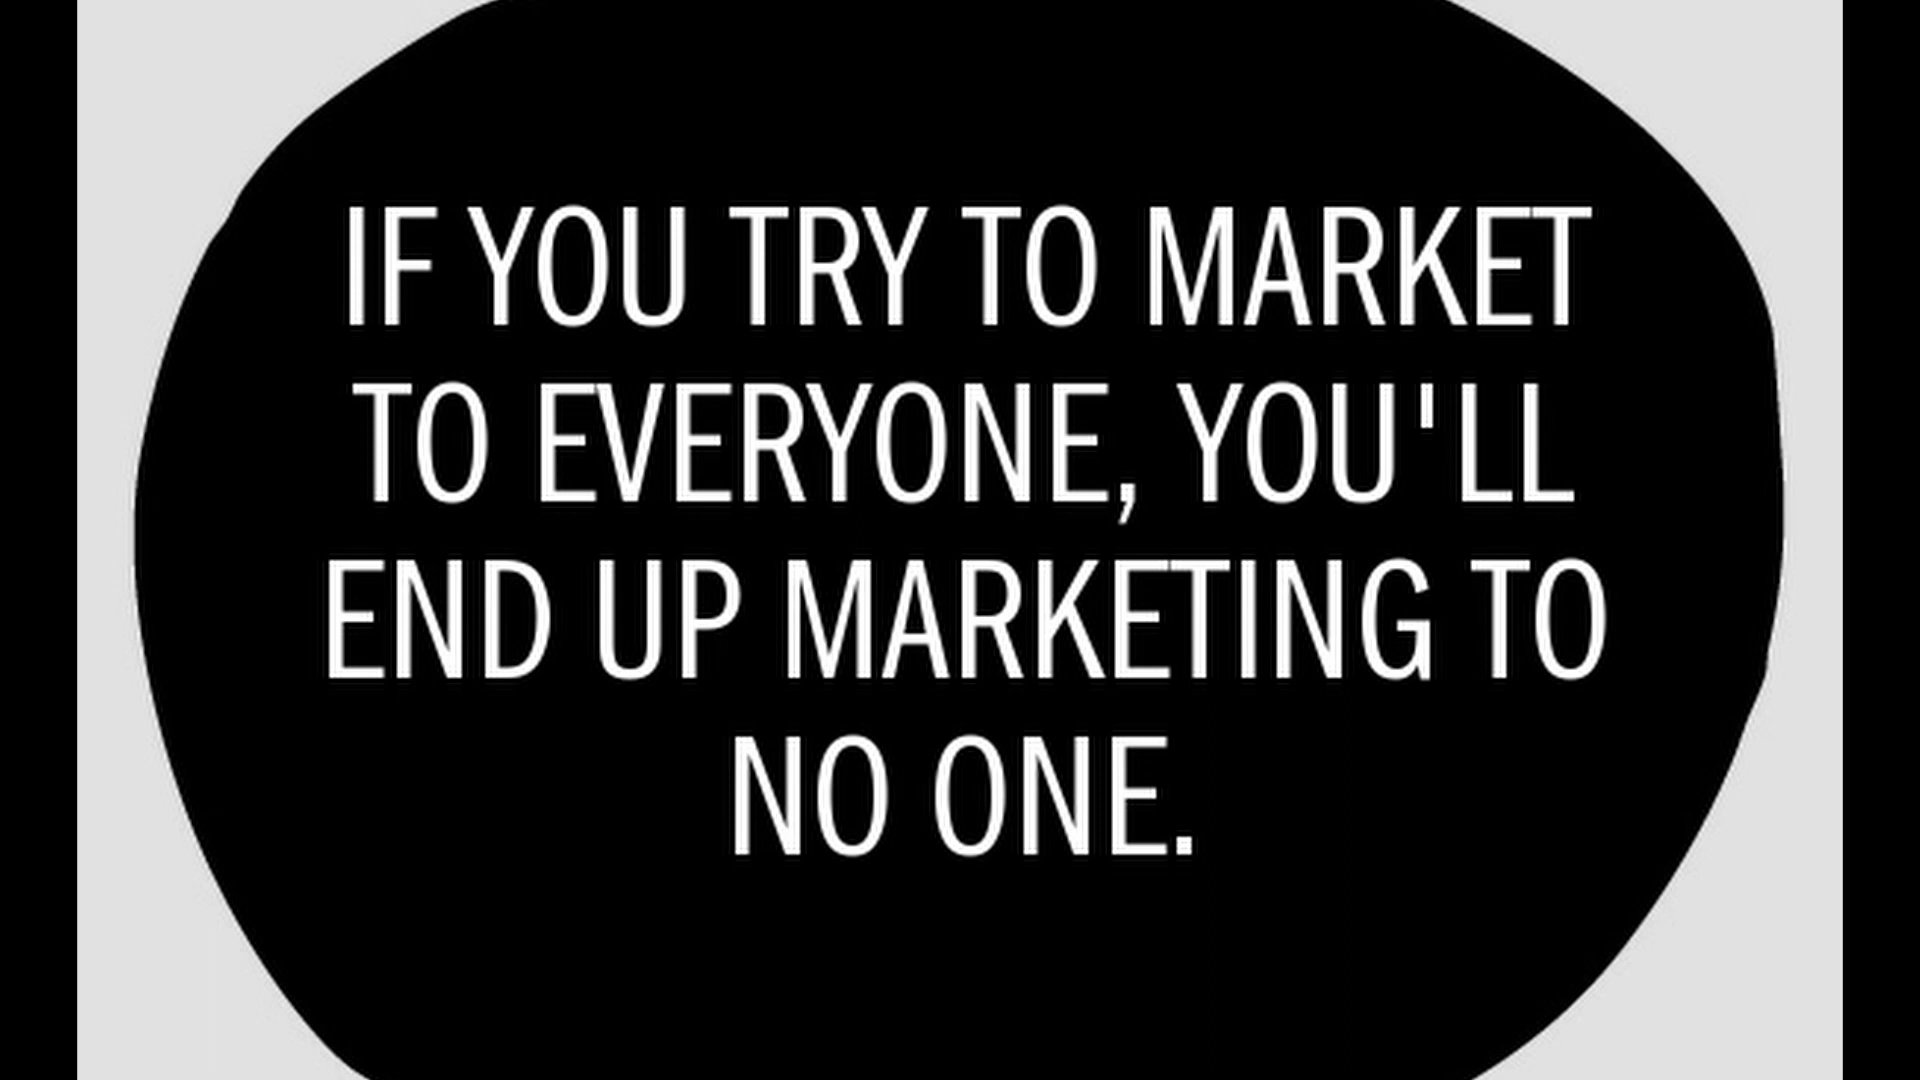 IF YOU TRY TO MARKET
TO EVERYONE, YOU'LL
END UP MARKETING TO
NO ONE.